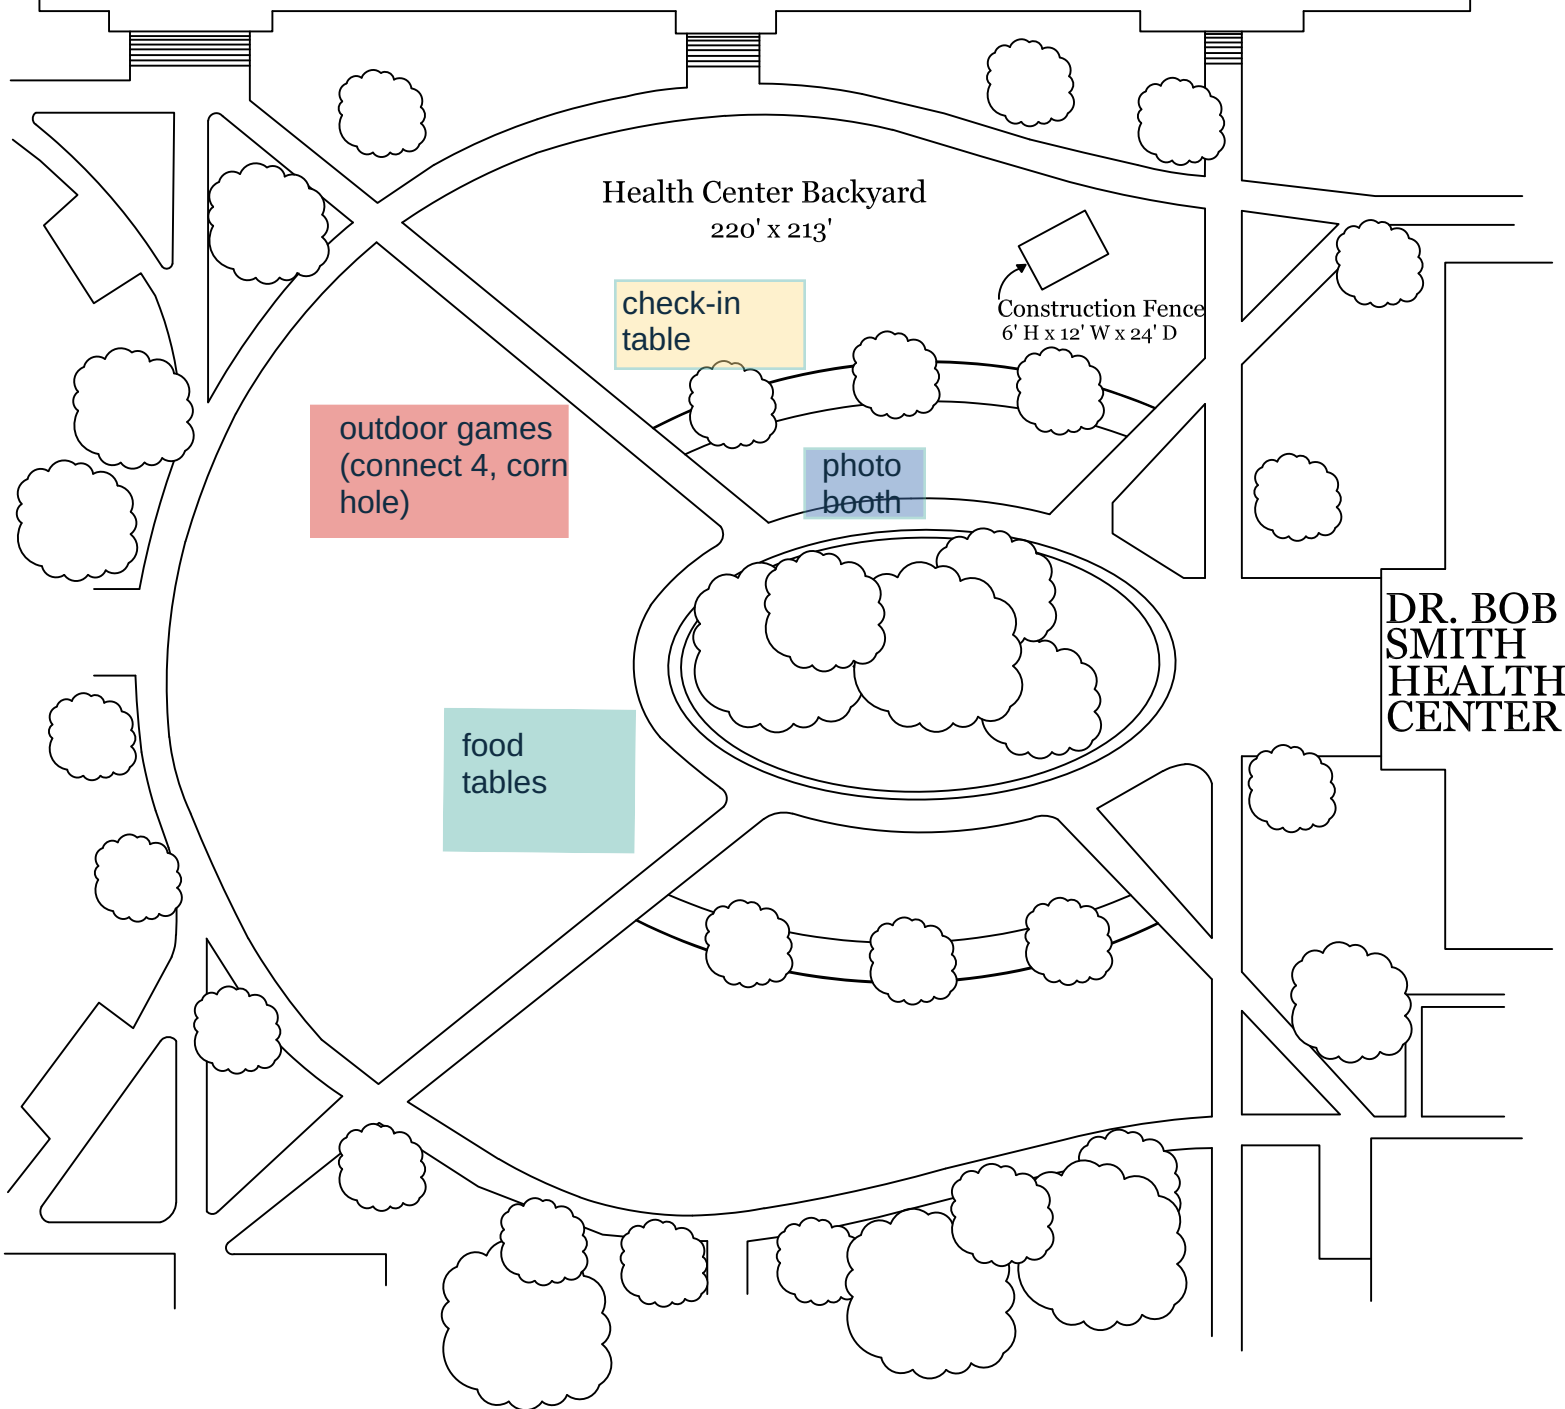 Health Center Backyard
220' x 213'
check-in
table
Construction Fence
6' H x 12' W x 24' D
outdoor games
(connect 4, corn
hole)
photo
booth
DR. BOB
SMITH
HEALTH
CENTER
food
tables